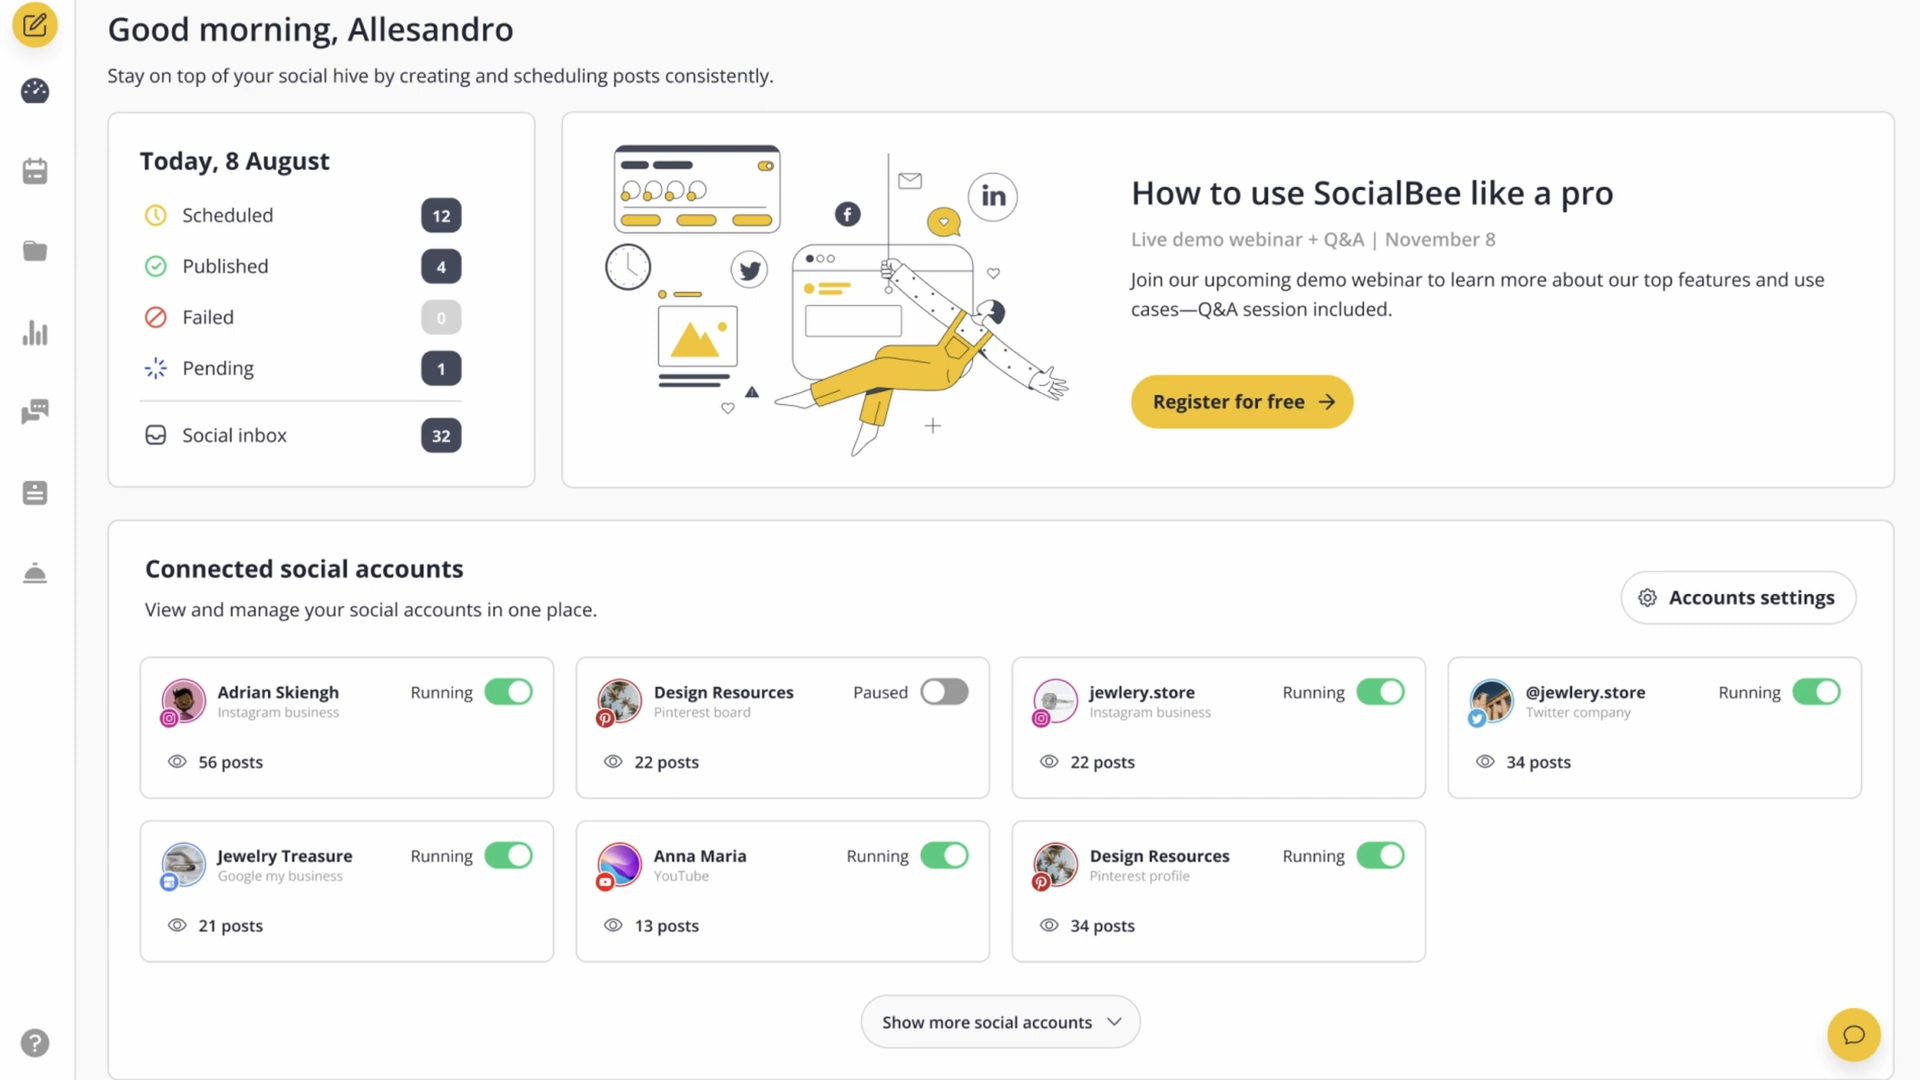 Good morning, Allesandro
Stay on top of your social hive by creating and scheduling posts consistently.
Today, 8 August
Scheduled 12
Published 4
Failed 0
Pending 1
Social inbox 32
How to use SocialBee like a pro
Live demo webinar + Q&A | November 8
Join our upcoming demo webinar to learn more about our top features and use
cases—Q&A session included.
Register for free
in
Connected social accounts
View and manage your social accounts in one place.
Accounts settings
Adrian Skiengh Running
Instagram business
56 posts
Design Resources Paused
Pinterest board
22 posts
jewlery.store Running
Instagram business
22 posts
@jewlery.store Running
Twitter company
34 posts
Jewelry Treasure Running
Google my business
21 posts
Anna Maria Running
YouTube
13 posts
Design Resources Running
Pinterest profile
34 posts
Show more social accounts
?